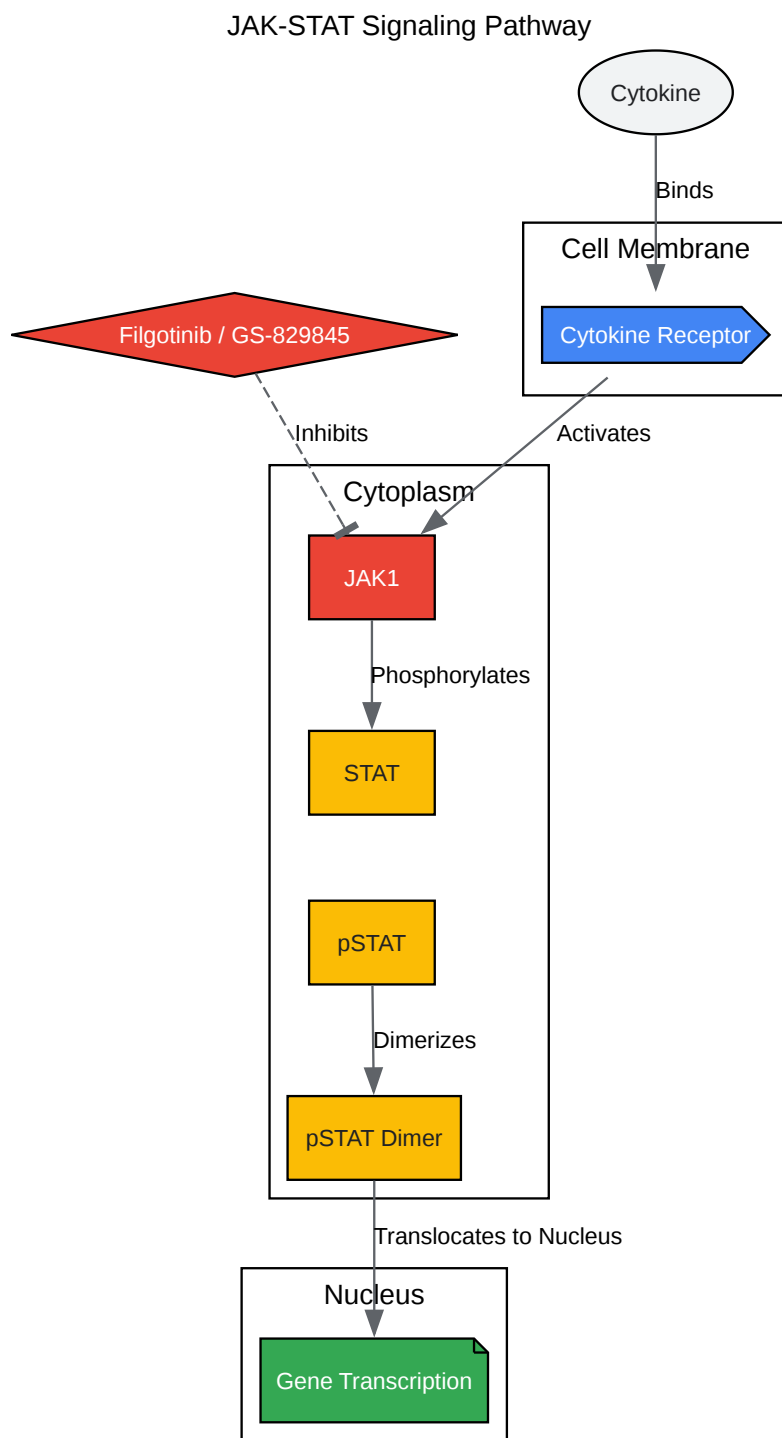 JAK-STAT Signaling Pathway
Cytokine
Binds
Cell Membrane
Filgotinib / GS-829845
Cytokine Receptor
Inhibits
Activates
Cytoplasm
JAK1
Phosphorylates
STAT
pSTAT
Dimerizes
pSTAT Dimer
Translocates to Nucleus
Nucleus
Gene Transcription